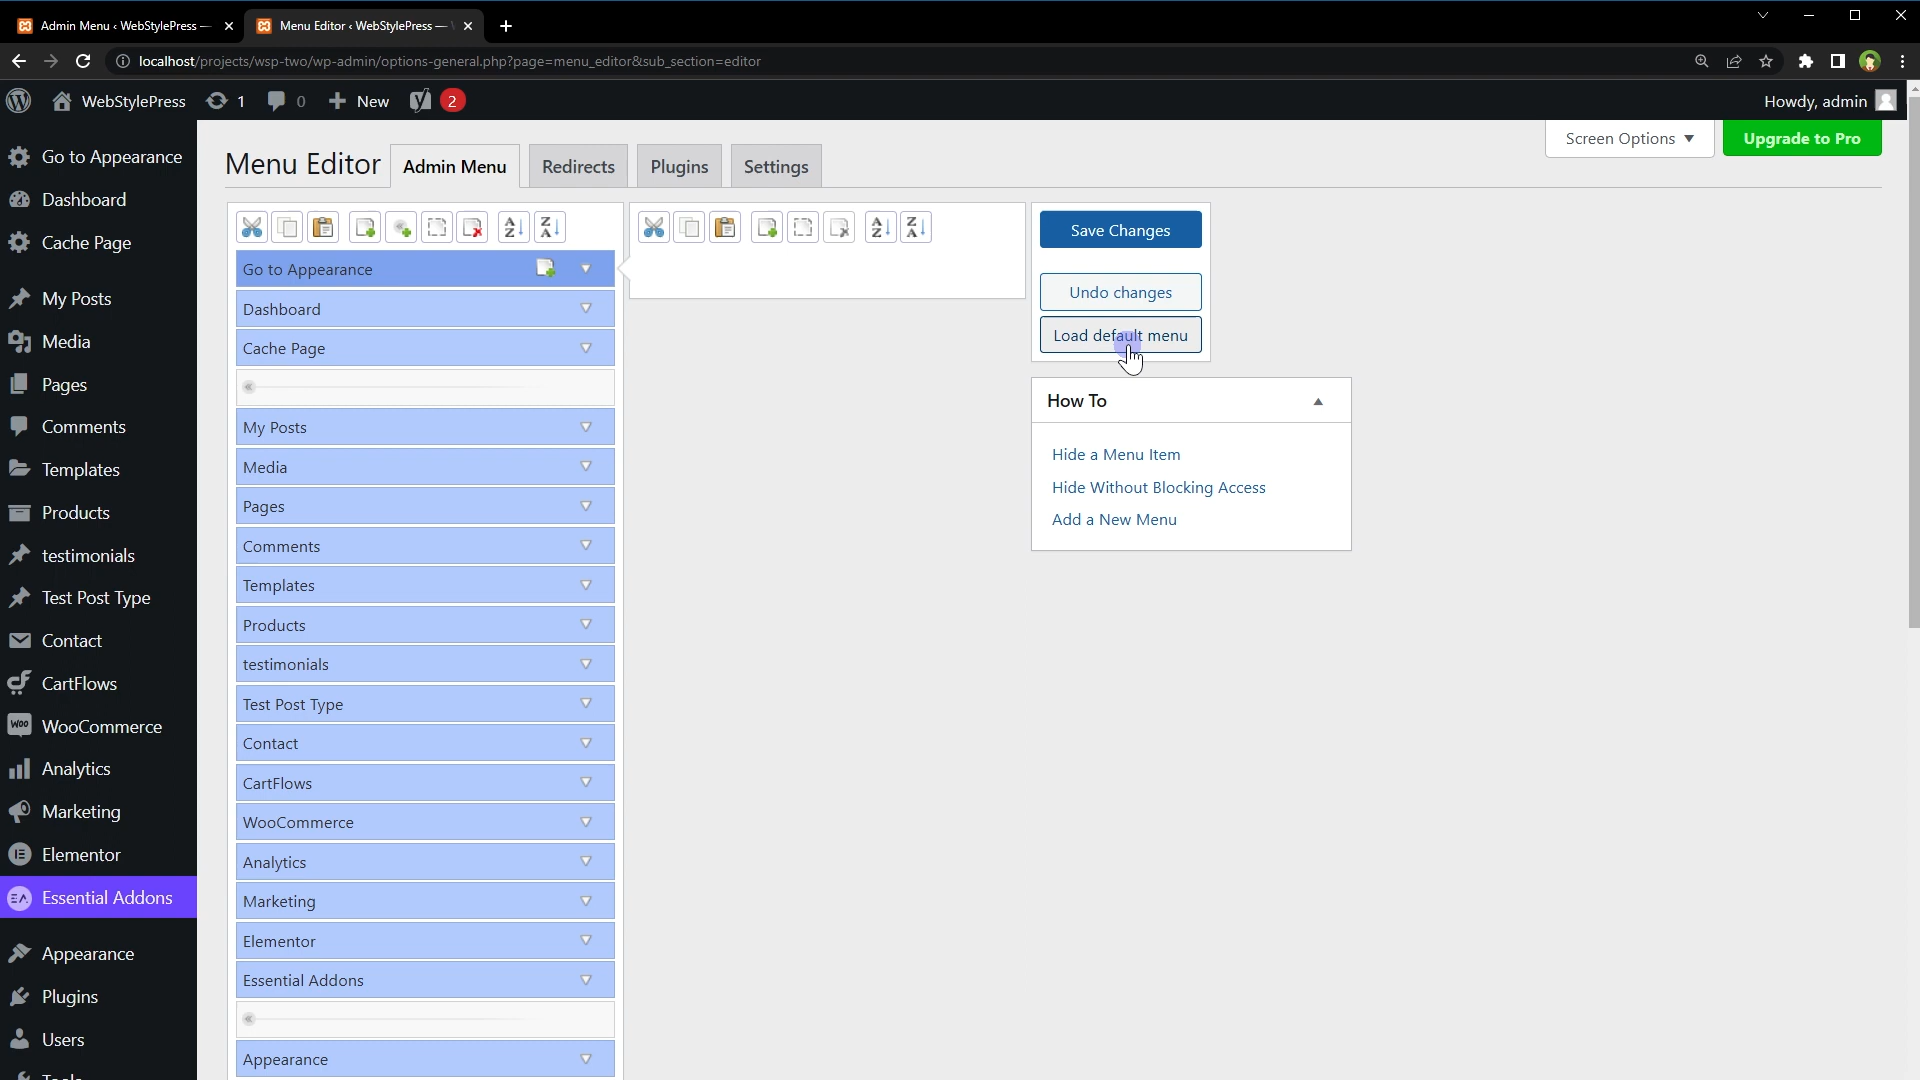 Admin Menu ‹ WebStylePress —
Menu Editor ‹ WebStylePress —
localhost/projects/wsp-two/wp-admin/options-general.php?page=menu_editor&sub_section=editor
WebStylePress 1 0 New 2 Howdy, admin
Screen Options ▼ Upgrade to Pro
Menu Editor Admin Menu Redirects Plugins Settings
Go to Appearance
Dashboard
Cache Page
My Posts
Media
Pages
Comments
Templates
Products
testimonials
Test Post Type
Contact
CartFlows
WOO WooCommerce
Analytics
Marketing
Elementor
EA Essential Addons
Appearance
Plugins
Users
Tools
A Z Z A
Go to Appearance
Dashboard
Cache Page
My Posts
Media
Pages
Comments
Templates
Products
testimonials
Test Post Type
Contact
CartFlows
WooCommerce
Analytics
Marketing
Elementor
Essential Addons
Appearance
A Z Z A
Save Changes
Undo changes
Load default menu
How To
Hide a Menu Item
Hide Without Blocking Access
Add a New Menu